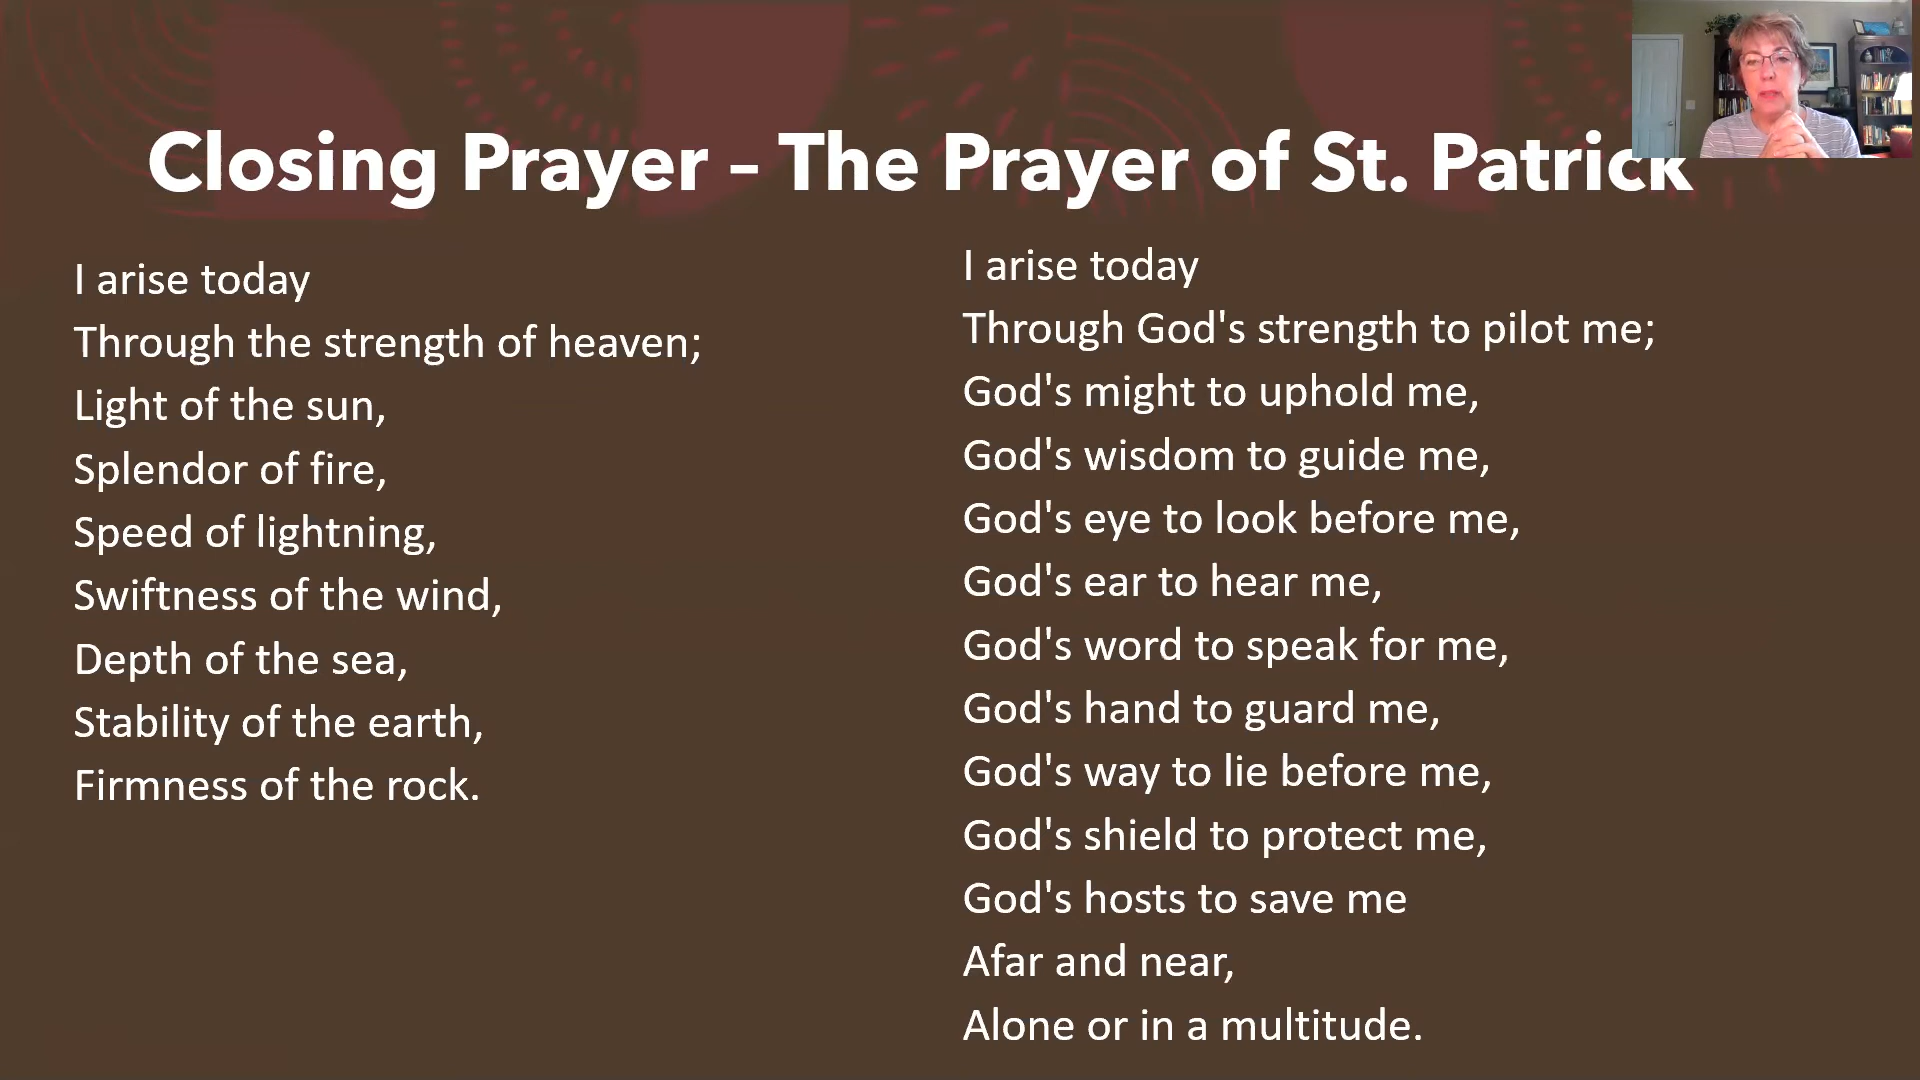 Closing Prayer – The Prayer of St. Patrick
I arise today
Through the strength of heaven;
Light of the sun,
Splendor of fire,
Speed of lightning,
Swiftness of the wind,
Depth of the sea,
Stability of the earth,
Firmness of the rock.
I arise today
Through God's strength to pilot me;
God's might to uphold me,
God's wisdom to guide me,
God's eye to look before me,
God's ear to hear me,
God's word to speak for me,
God's hand to guard me,
God's way to lie before me,
God's shield to protect me,
God's hosts to save me
Afar and near,
Alone or in a multitude.